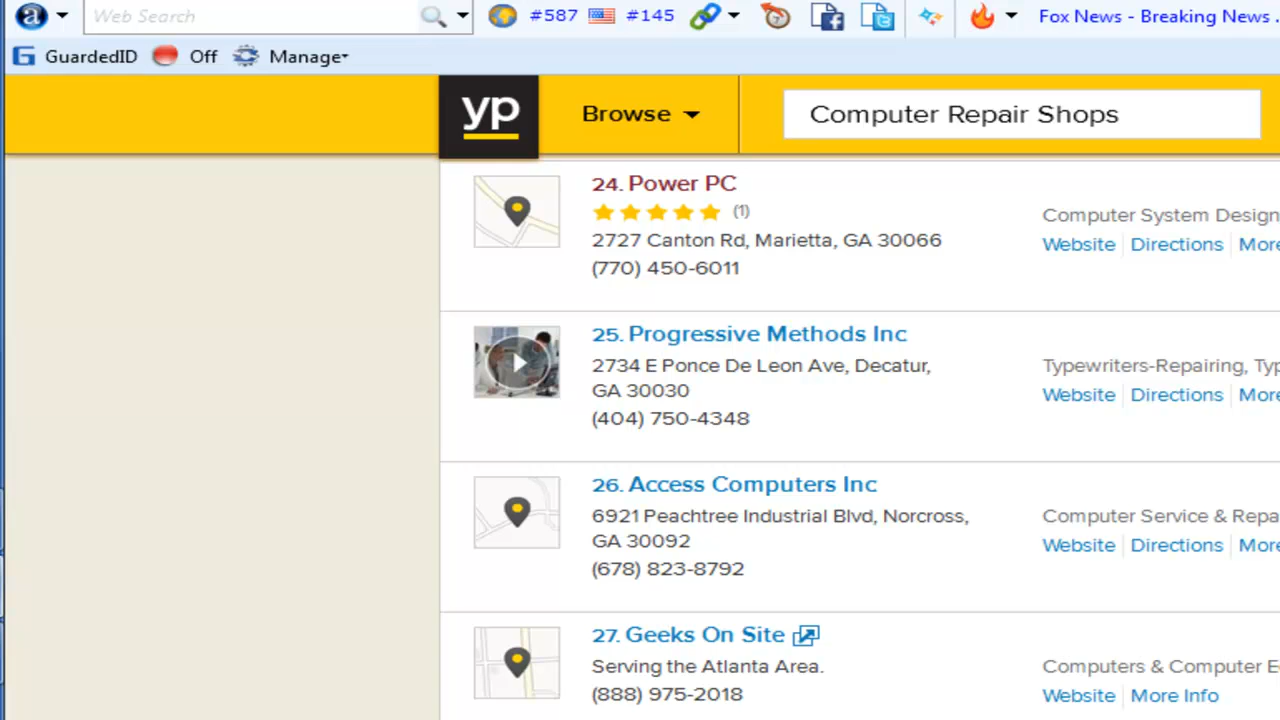 Web Search #587 #145 Fox News - Breaking News .
GuardedID Off Manage
yp Browse Computer Repair Shops
24. Power PC
(1)
Computer System Design
2727 Canton Rd, Marietta, GA 30066
Website Directions More
(770) 450-6011
25. Progressive Methods Inc
2734 E Ponce De Leon Ave, Decatur,
Typewriters-Repairing, Typ
GA 30030
Website Directions More
(404) 750-4348
26. Access Computers Inc
6921 Peachtree Industrial Blvd, Norcross,
Computer Service & Repa
GA 30092
Website Directions More
(678) 823-8792
27. Geeks On Site
Serving the Atlanta Area.
Computers & Computer E
(888) 975-2018
Website More Info